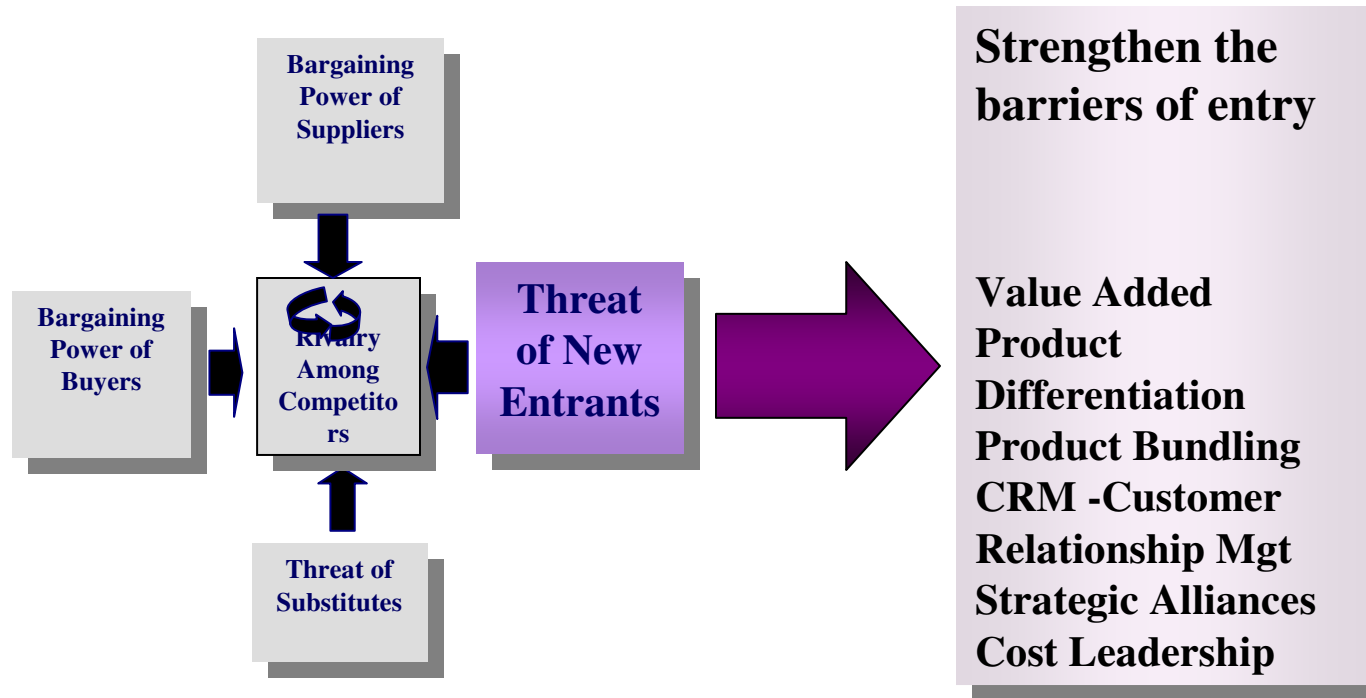 Bargaining
Power of
Suppliers
Bargaining
Power of
Buyers
Rivalry
Among
Competito
rs
Threat
of New
Entrants
Threat of
Substitutes
Strengthen the
barriers of entry
Value Added
Product
Differentiation
Product Bundling
CRM -Customer
Relationship Mgt
Strategic Alliances
Cost Leadership